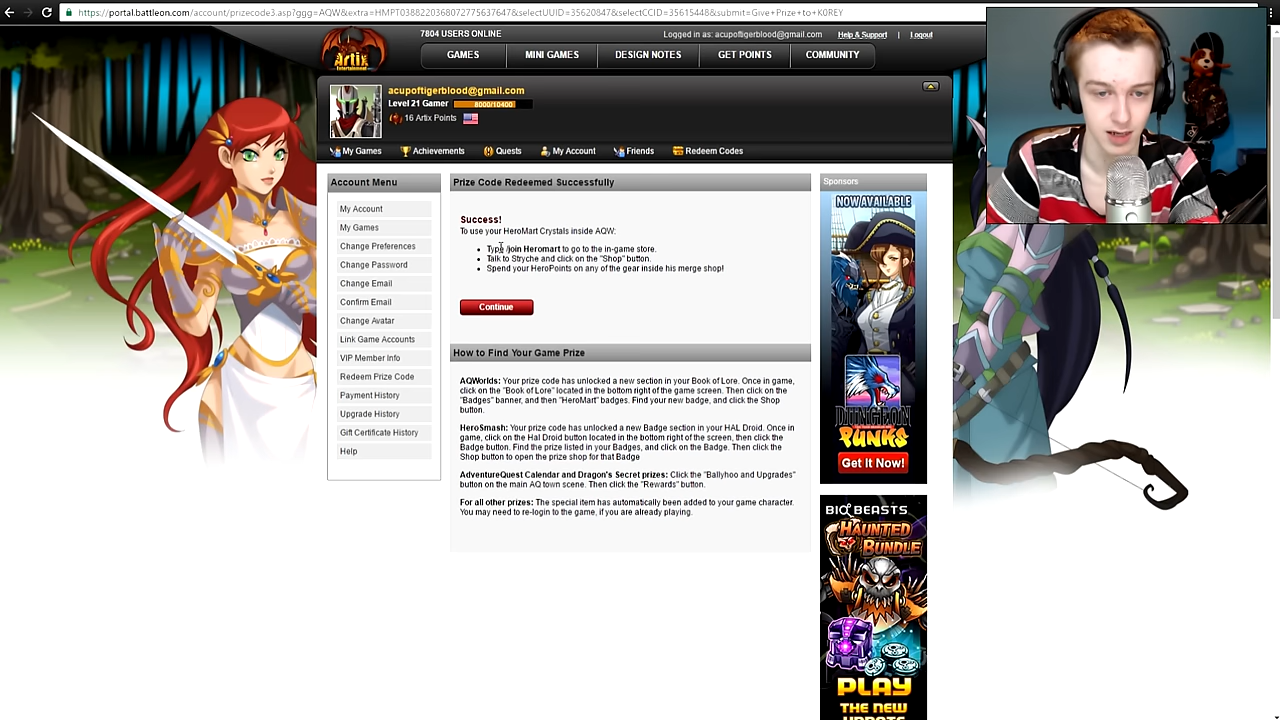 https://portal.battleon.com/account/prizecode3.asp?ggg=AQW&extra=HMPT0388220368072775637647&selectUUID=35620847&selectCCID=35615448&submit=Give+Prize+to+K0REY
Artix
Entertainment
7804 USERS ONLINE
Logged in as: acupoftigerblood@gmail.com
Help & Support | Logout
GAMES
MINI GAMES
DESIGN NOTES
GET POINTS
COMMUNITY
acupoftigerblood@gmail.com
Level 21 Gamer 8000/10400
16 Artix Points
My Games
Achievements
Quests
My Account
Friends
Redeem Codes
Account Menu
My Account
My Games
Change Preferences
Change Password
Change Email
Confirm Email
Change Avatar
Link Game Accounts
VIP Member Info
Redeem Prize Code
Payment History
Upgrade History
Gift Certificate History
Help
Prize Code Redeemed Successfully
Success!
To use your HeroMart Crystals inside AQW:
Type /join Heromart to go to the in-game store.
Talk to Stryche and click on the "Shop" button.
Spend your HeroPoints on any of the gear inside his merge shop!
Continue
How to Find Your Game Prize
AQWorlds: Your prize code has unlocked a new section in your Book of Lore. Once in game,
click on the "Book of Lore" located in the bottom right of the game screen. Then click on the
"Badges" banner, and then "HeroMart" badges. Find your new badge, and click the Shop
button.
HeroSmash: Your prize code has unlocked a new Badge section in your HAL Droid. Once in
game, click on the Hal Droid button located in the bottom right of the screen, then click the
Badge button. Find the prize listed in your Badges, and click on the Badge. Then click the
Shop button to open the prize shop for that Badge
AdventureQuest Calendar and Dragon's Secret prizes: Click the "Ballyhoo and Upgrades"
button on the main AQ town scene. Then click the "Rewards" button.
For all other prizes: The special item has automatically been added to your game character.
You may need to re-login to the game, if you are already playing.
Sponsors
NOW AVAILABLE
DUNGEON
PUNKS
Get It Now!
BIO BEASTS
HAUNTED
BUNDLE
PLAY
THE NEW
UPDATE